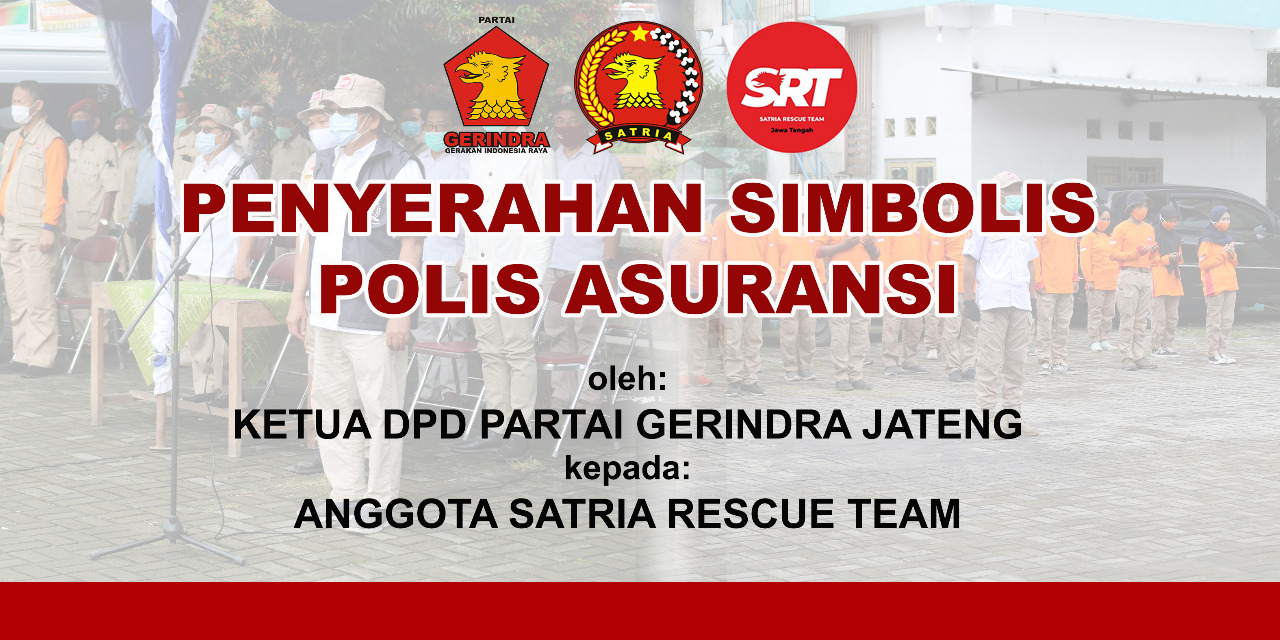 PARTAI
GERINDRA
GERAKAN INDONESIA RAYA
SATRIA
SRT
SATRIA RESCUE TEAM
Jawa Tengah
PENYERAHAN SIMBOLIS
POLIS ASURANSI
oleh:
KETUA DPD PARTAI GERINDRA JATENG
kepada:
ANGGOTA SATRIA RESCUE TEAM